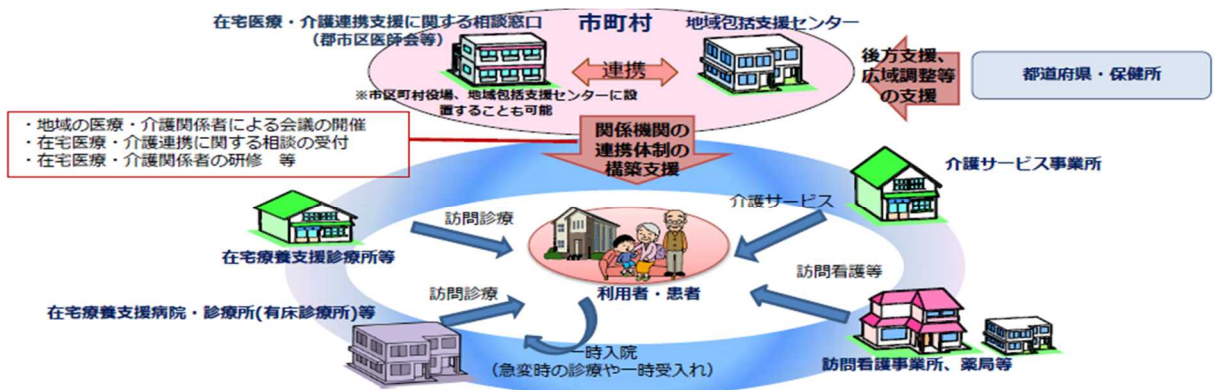 在宅医療・介護連携支援に関する相談窓口
(郡市区医師会等)
市町村
地域包括支援センター
連携
※市区町村役場、地域包括支援センターに設
置することも可能
後方支援、
広域調整等
の支援
都道府県・保健所
・地域の医療・介護関係者による会議の開催
・在宅医療・介護連携に関する相談の受付
・在宅医療・介護関係者の研修　等
関係機関の
連携体制の
構築支援
介護サービス事業所
介護サービス
訪問診療
在宅療養支援診療所等
訪問看護等
利用者・患者
訪問診療
在宅療養支援病院・診療所(有床診療所)等
一時入院
(急変時の診療や一時受入れ)
訪問看護事業所、薬局等